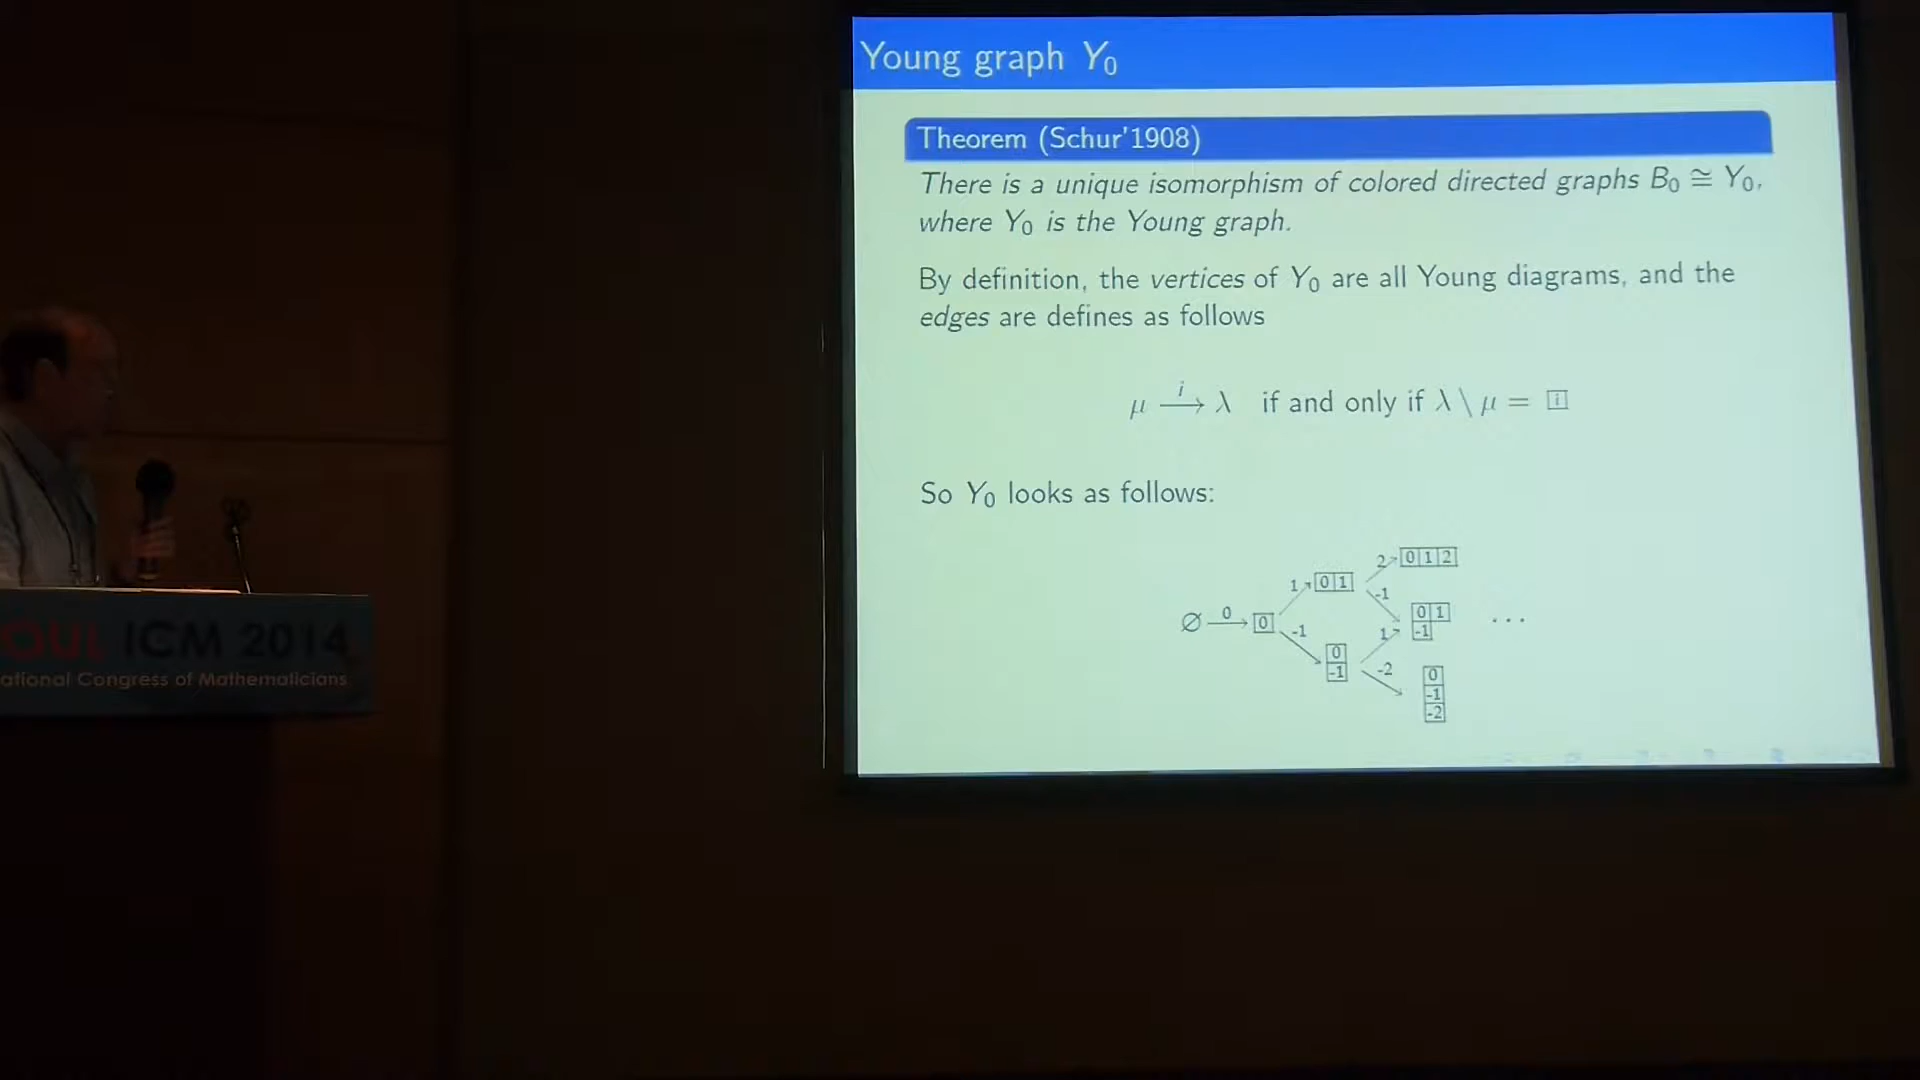 Young graph Y₀
Theorem (Schur'1908)
There is a unique isomorphism of colored directed graphs B₀ ≅ Y₀,
where Y₀ is the Young graph.
By definition, the vertices of Y₀ are all Young diagrams, and the
edges are defines as follows
μ —i→ λ if and only if λ \ μ = i
So Y₀ looks as follows:
2 0 1 2
1 0 1 -1
∅ 0 0 0 1 ...
-1 1 -1
0 -2 0
-1 -1
-2
OUL ICM 2014
ational Congress of Mathematicians